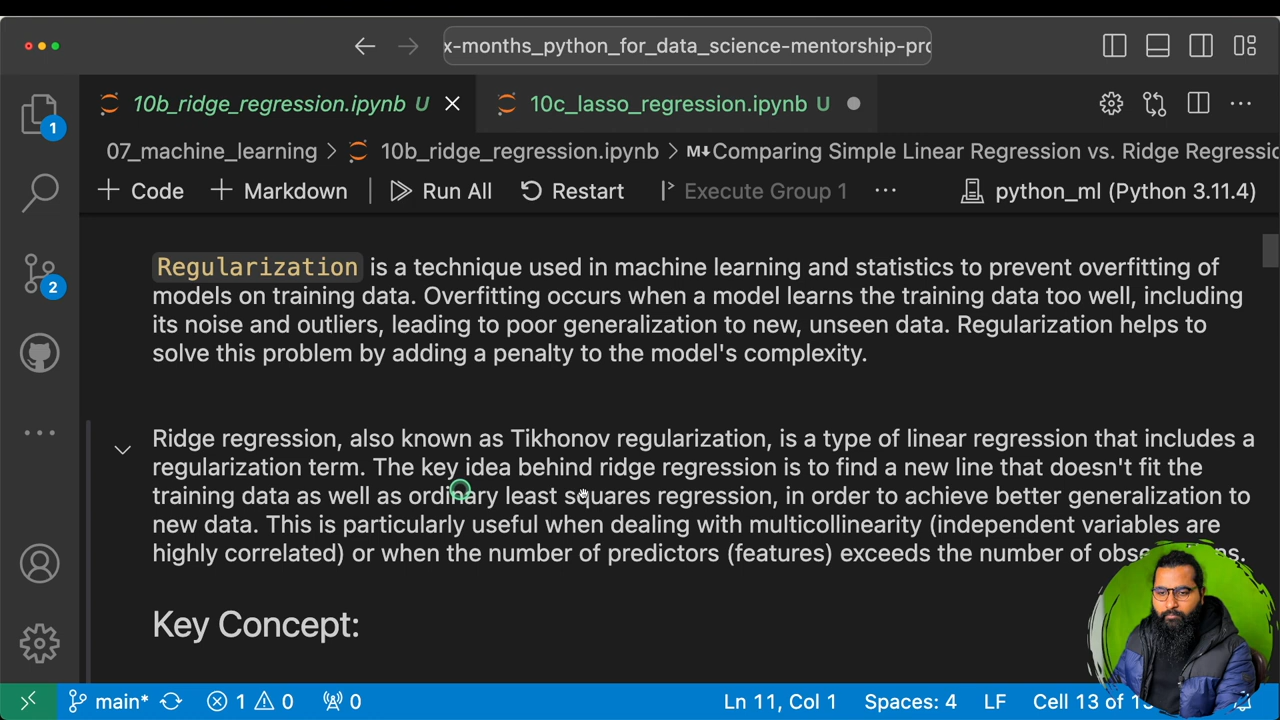 x-months_python_for_data_science-mentorship-pro
10b_ridge_regression.ipynb U
10c_lasso_regression.ipynb U
07_machine_learning > 10b_ridge_regression.ipynb > M↓Comparing Simple Linear Regression vs. Ridge Regressio
+ Code + Markdown | Run All Restart Execute Group 1 ... python_ml (Python 3.11.4)
1
2
Regularization is a technique used in machine learning and statistics to prevent overfitting of
models on training data. Overfitting occurs when a model learns the training data too well, including
its noise and outliers, leading to poor generalization to new, unseen data. Regularization helps to
solve this problem by adding a penalty to the model's complexity.
Ridge regression, also known as Tikhonov regularization, is a type of linear regression that includes a
regularization term. The key idea behind ridge regression is to find a new line that doesn't fit the
training data as well as ordinary least squares regression, in order to achieve better generalization to
new data. This is particularly useful when dealing with multicollinearity (independent variables are
highly correlated) or when the number of predictors (features) exceeds the number of
Key Concept:
main* 1 0 0 Ln 11, Col 1 Spaces: 4 LF Cell 13 of